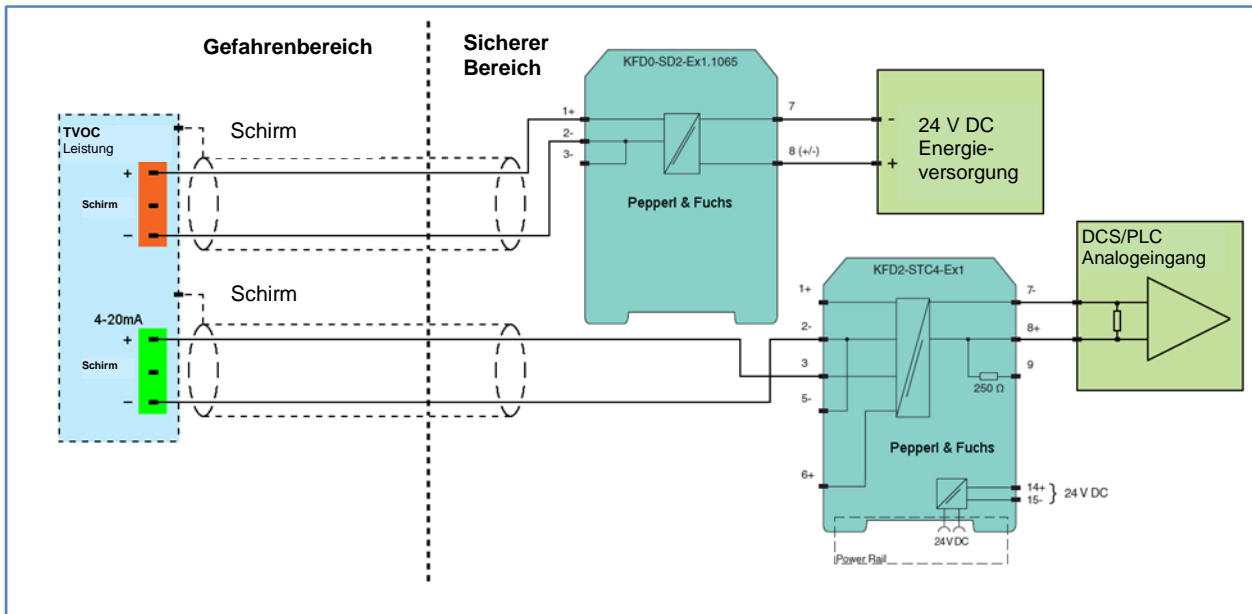 Gefahrenbereich
Sicherer
Bereich
KFD0-SD2-Ex1.1065
1+
2-
3-
7
8 (+/-)
Pepperl & Fuchs
-
+
24 V DC
Energie-
versorgung
TVOC
Leistung
+
Schirm
–
Schirm
Schirm
4-20mA
+
Schirm
–
KFD2-STC4-Ex1
1+
2-
3
5-
6+
7-
8+
9
250 Ω
Pepperl & Fuchs
14+
15-
} 24 V DC
24V DC
Power Rail
DCS/PLC
Analogeingang